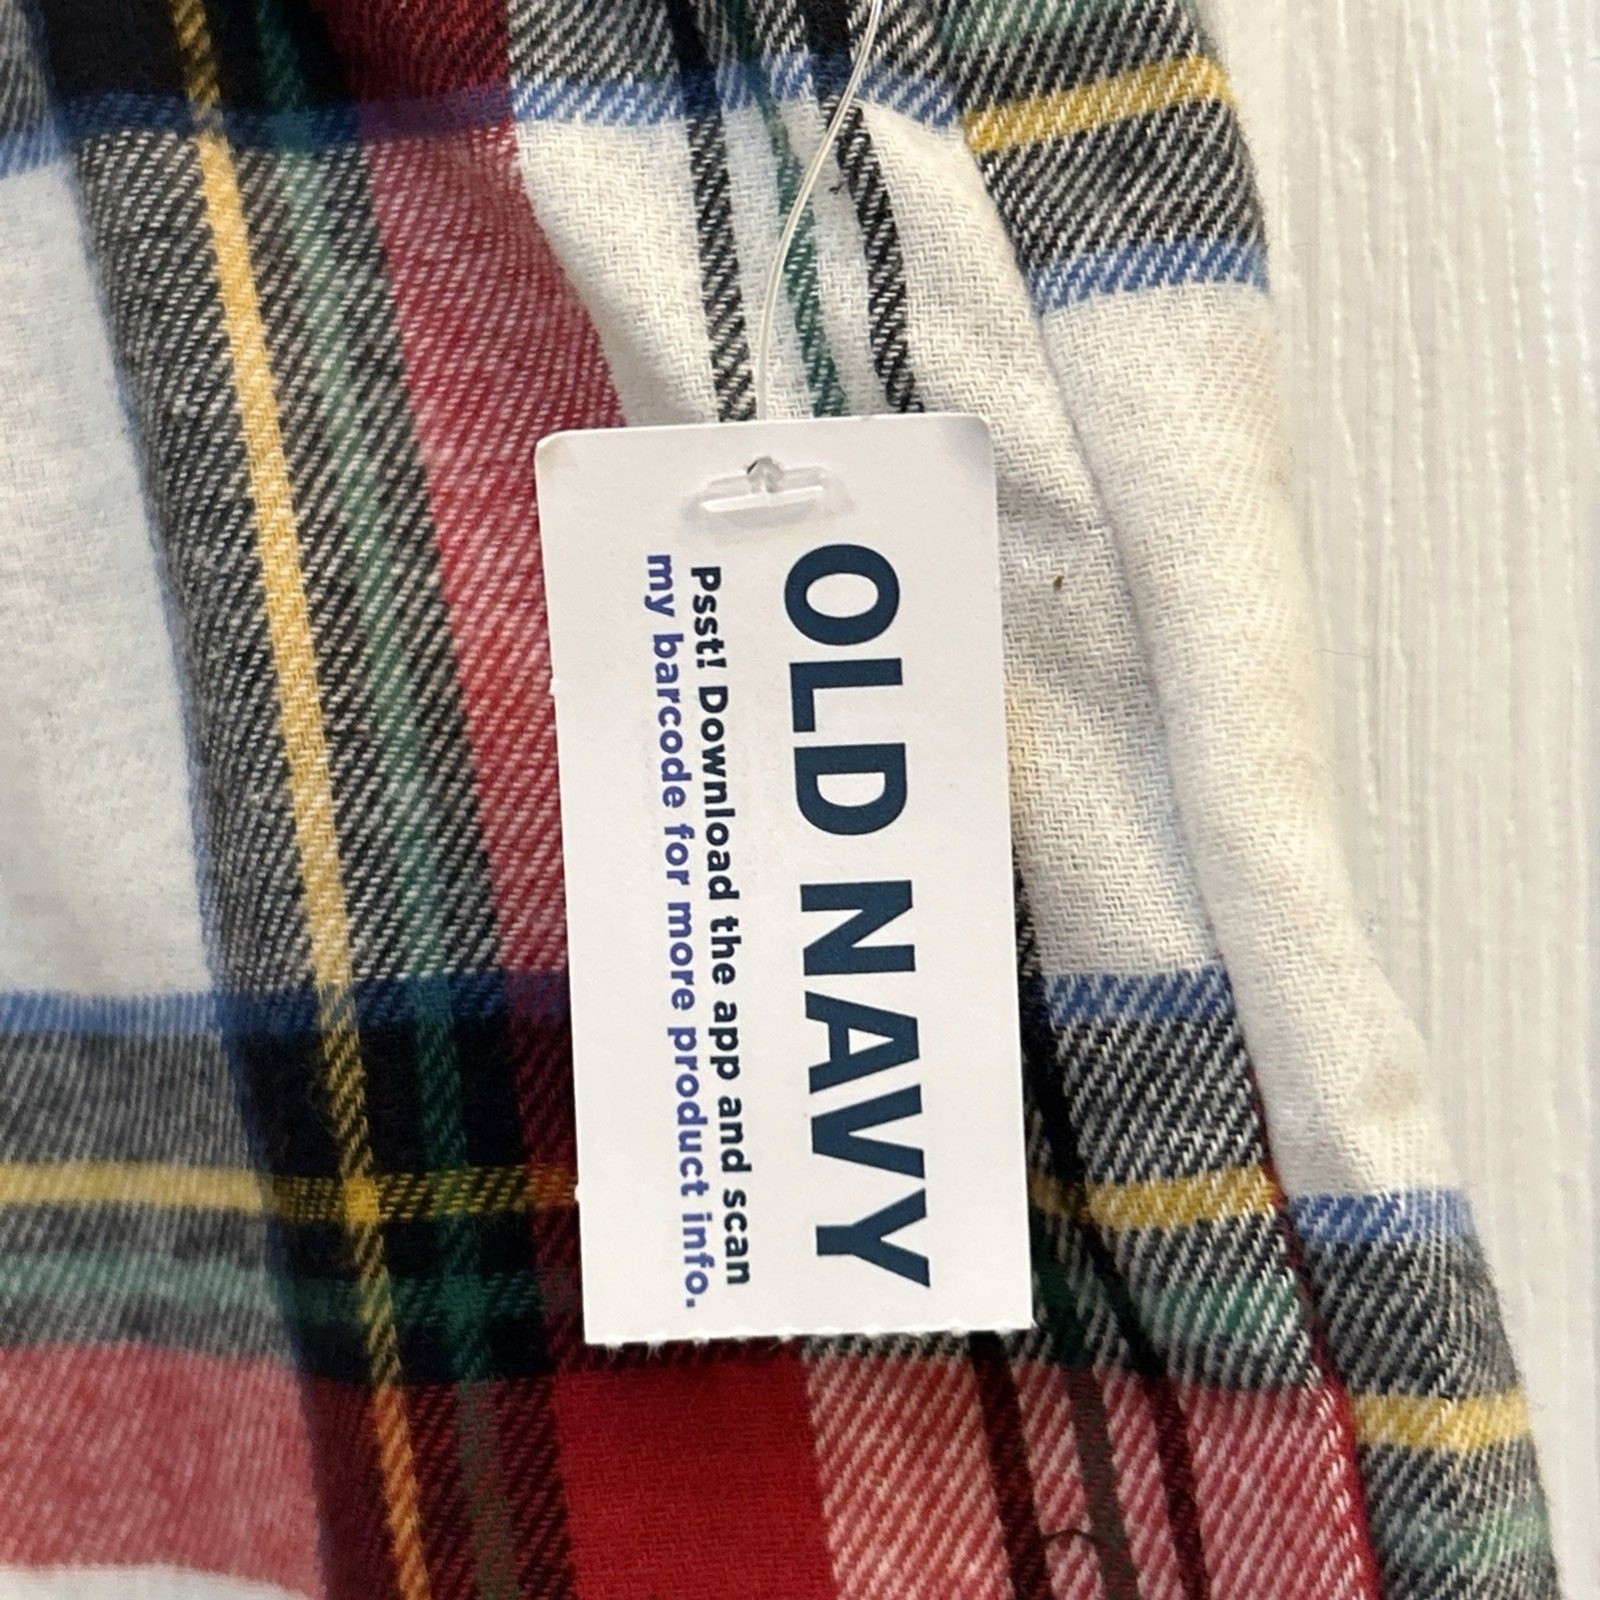 OLD NAVY
Psst! Download the app and scan
my barcode for more product info.